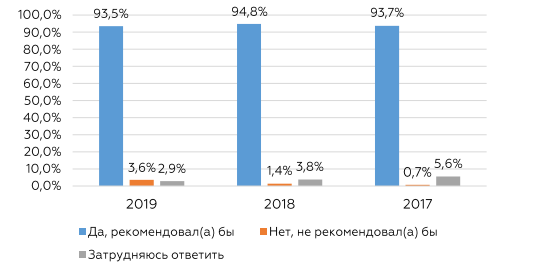 100,0%
90,0%
80,0%
70,0%
60,0%
50,0%
40,0%
30,0%
20,0%
10,0%
0,0%
93,5% 94,8% 93,7%
3,6% 2,9% 1,4% 3,8% 0,7% 5,6%
2019 2018 2017
Да, рекомендовал(а) бы Нет, не рекомендовал(а) бы
Затрудняюсь ответить